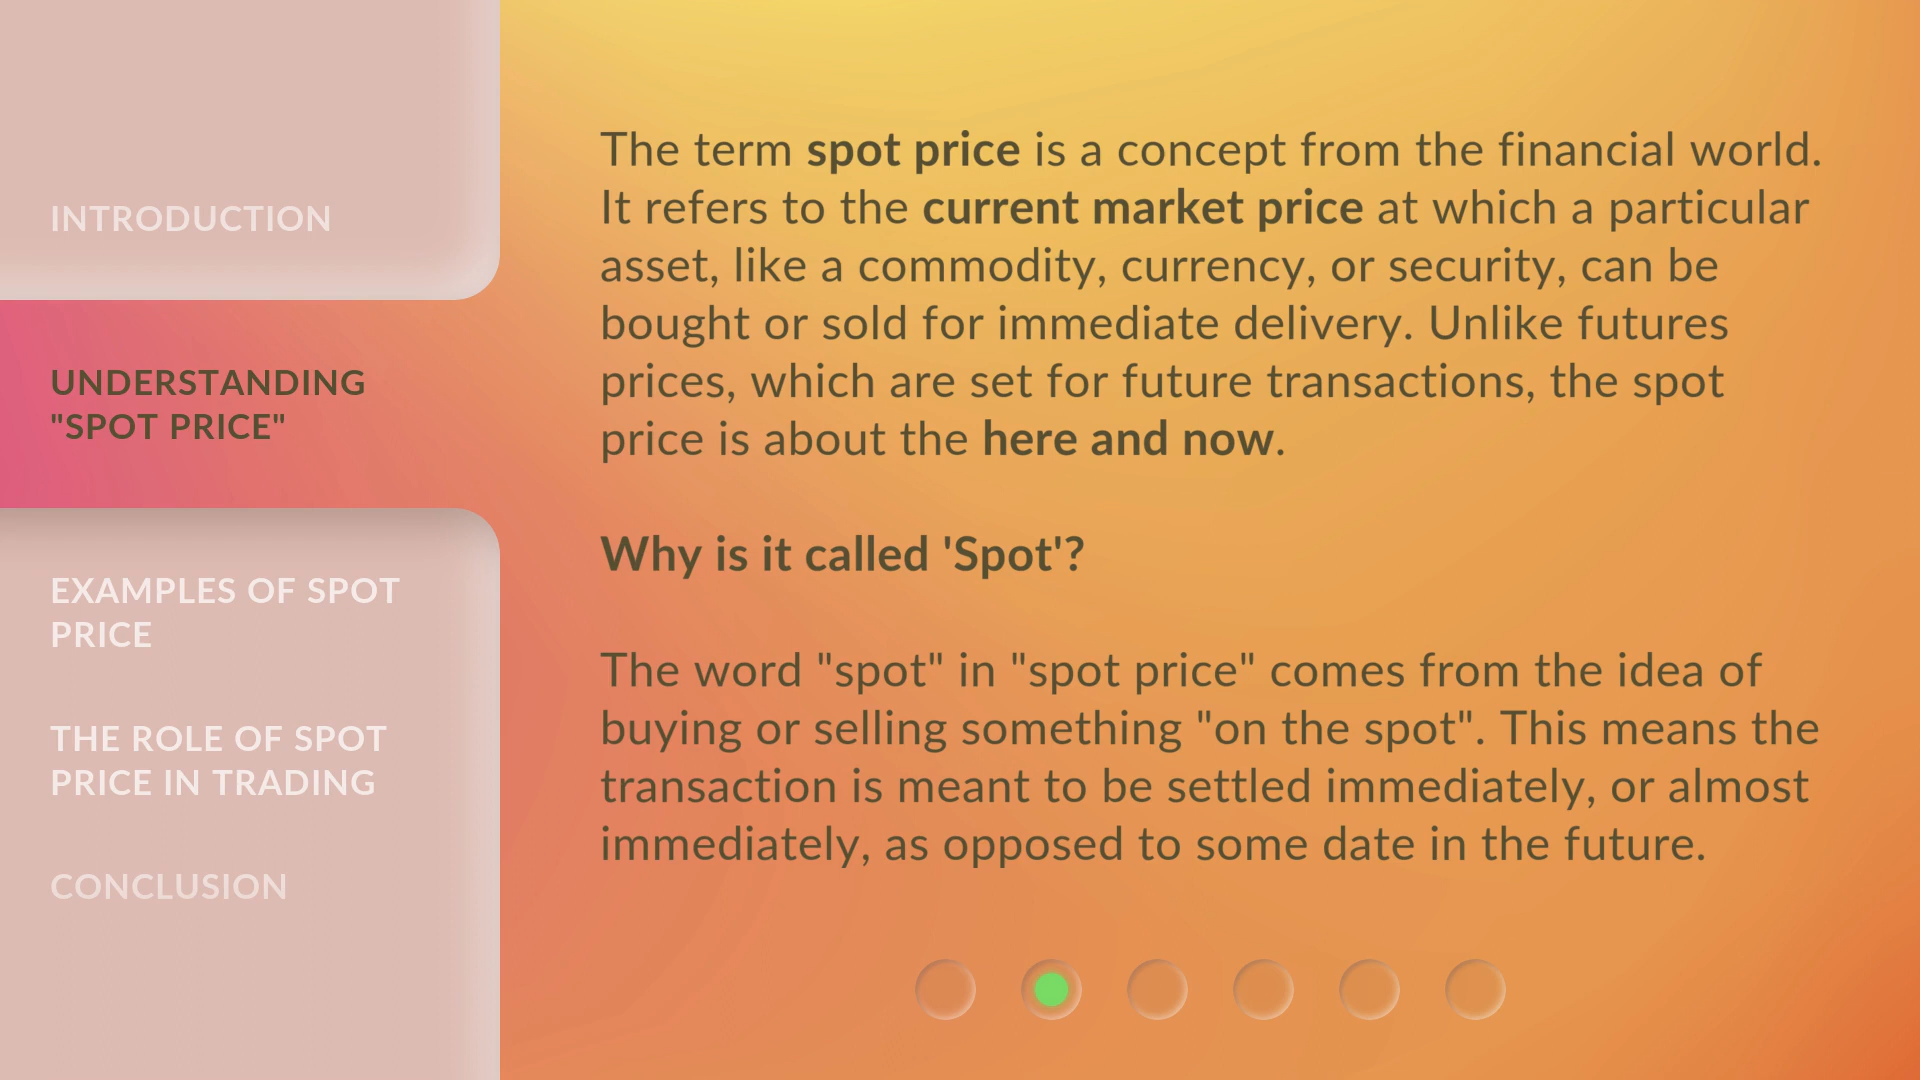 INTRODUCTION
UNDERSTANDING
"SPOT PRICE"
EXAMPLES OF SPOT
PRICE
THE ROLE OF SPOT
PRICE IN TRADING
CONCLUSION
The term spot price is a concept from the financial world.
It refers to the current market price at which a particular
asset, like a commodity, currency, or security, can be
bought or sold for immediate delivery. Unlike futures
prices, which are set for future transactions, the spot
price is about the here and now.
Why is it called 'Spot'?
The word "spot" in "spot price" comes from the idea of
buying or selling something "on the spot". This means the
transaction is meant to be settled immediately, or almost
immediately, as opposed to some date in the future.